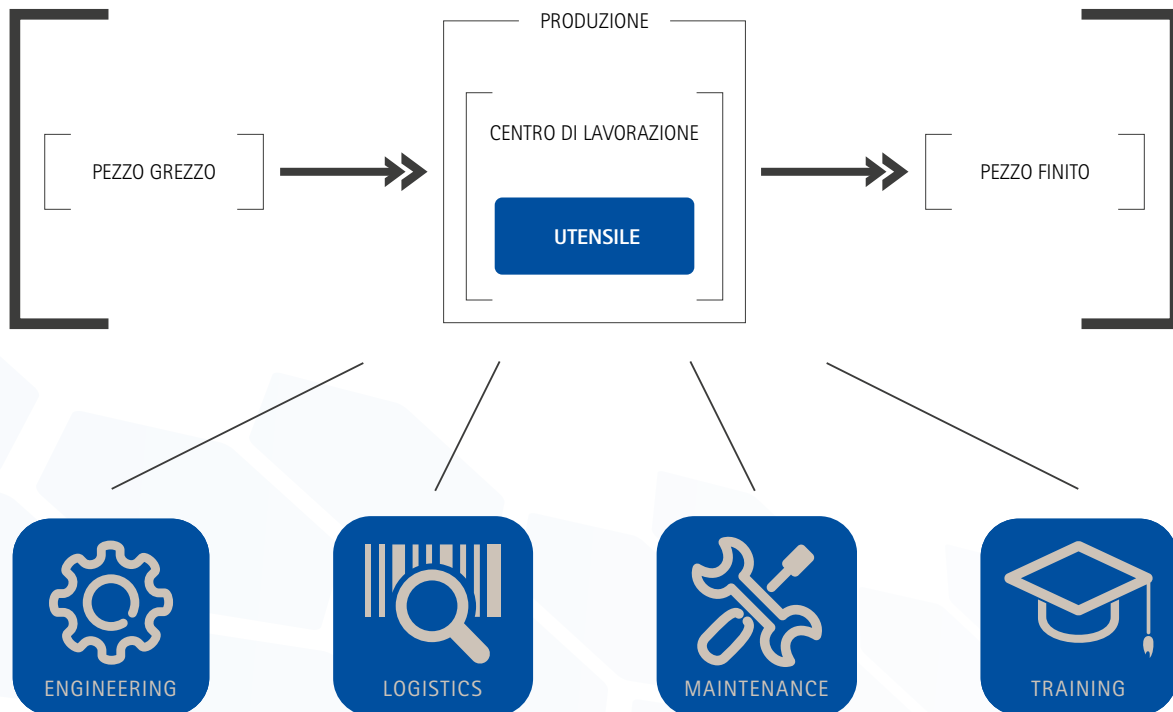 PRODUZIONE
CENTRO DI LAVORAZIONE
PEZZO GREZZO
PEZZO FINITO
UTENSILE
ENGINEERING
LOGISTICS
MAINTENANCE
TRAINING